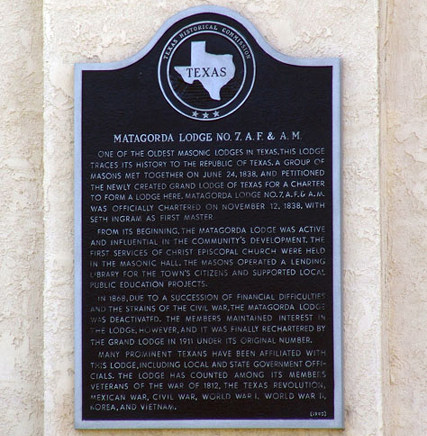 TEXAS HISTORICAL COMMISSION
TEXAS
MATAGORDA LODGE NO. 7, A. F. & A. M.
ONE OF THE OLDEST MASONIC LODGES IN TEXAS, THIS LODGE
TRACES ITS HISTORY TO THE REPUBLIC OF TEXAS. A GROUP OF
MASONS MET TOGETHER ON JUNE 24, 1838, AND PETITIONED
THE NEWLY CREATED GRAND LODGE OF TEXAS FOR A CHARTER
TO FORM A LODGE HERE. MATAGORDA LODGE NO. 7, A. F. & A. M.
WAS OFFICIALLY CHARTERED ON NOVEMBER 12, 1838, WITH
SETH INGRAM AS FIRST MASTER.
FROM ITS BEGINNING, THE MATAGORDA LODGE WAS ACTIVE
AND INFLUENTIAL IN THE COMMUNITY'S DEVELOPMENT. THE
FIRST SERVICES OF CHRIST EPISCOPAL CHURCH WERE HELD
IN THE MASONIC HALL. THE MASONS OPERATED A LENDING
LIBRARY FOR THE TOWN'S CITIZENS AND SUPPORTED LOCAL
PUBLIC EDUCATION PROJECTS.
IN 1868, DUE TO A SUCCESSION OF FINANCIAL DIFFICULTIES
AND THE STRAINS OF THE CIVIL WAR, THE MATAGORDA LODGE
WAS DEACTIVATED. THE MEMBERS MAINTAINED INTEREST IN
THE LODGE, HOWEVER, AND IT WAS FINALLY RECHARTERED BY
THE GRAND LODGE IN 1911 UNDER ITS ORIGINAL NUMBER.
MANY PROMINENT TEXANS HAVE BEEN AFFILIATED WITH
THIS LODGE, INCLUDING LOCAL AND STATE GOVERNMENT OFFI-
CIALS. THE LODGE HAS COUNTED AMONG ITS MEMBERS
VETERANS OF THE WAR OF 1812, THE TEXAS REVOLUTION,
MEXICAN WAR, CIVIL WAR, WORLD WAR I, WORLD WAR II,
KOREA, AND VIETNAM.